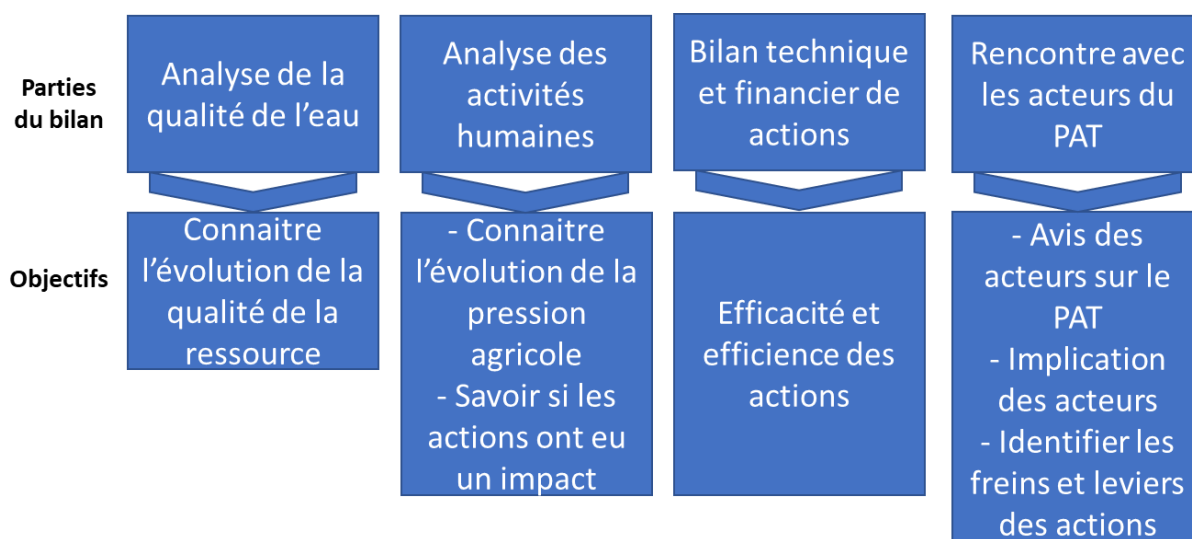 Parties
du bilan
Analyse de la
qualité de l'eau
Analyse des
activités
humaines
Bilan technique
et financier de
actions
Rencontre avec
les acteurs du
PAT
Objectifs
Connaitre
l'évolution de la
qualité de la
ressource
- Connaitre
l'évolution de la
pression
agricole
- Savoir si les
actions ont eu
un impact
Efficacité et
efficience des
actions
- Avis des
acteurs sur le
PAT
- Implication
des acteurs
- Identifier les
freins et leviers
des actions